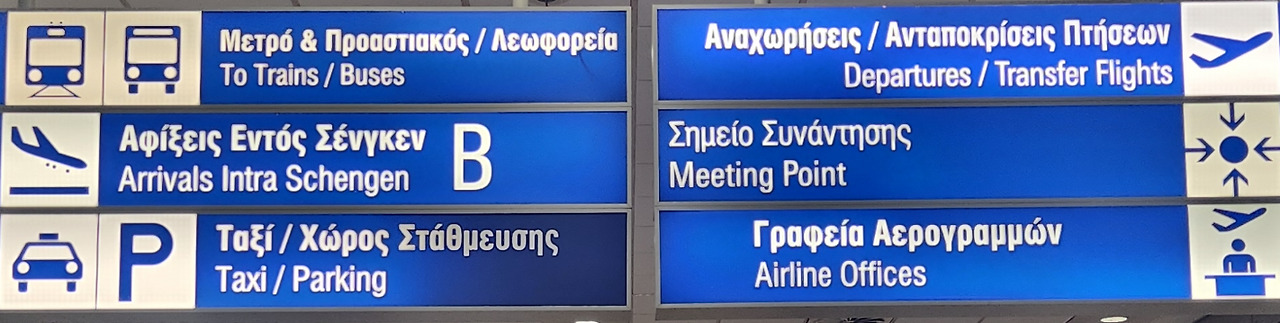 Μετρό & Προαστιακός / Λεωφορεία
To Trains / Buses
Αφίξεις Εντός Σένγκεν B
Arrivals Intra Schengen
P Ταξί / Χώρος Στάθμευσης
Taxi / Parking
Αναχωρήσεις / Ανταποκρίσεις Πτήσεων
Departures / Transfer Flights
Σημείο Συνάντησης
Meeting Point
Γραφεία Αερογραμμών
Airline Offices